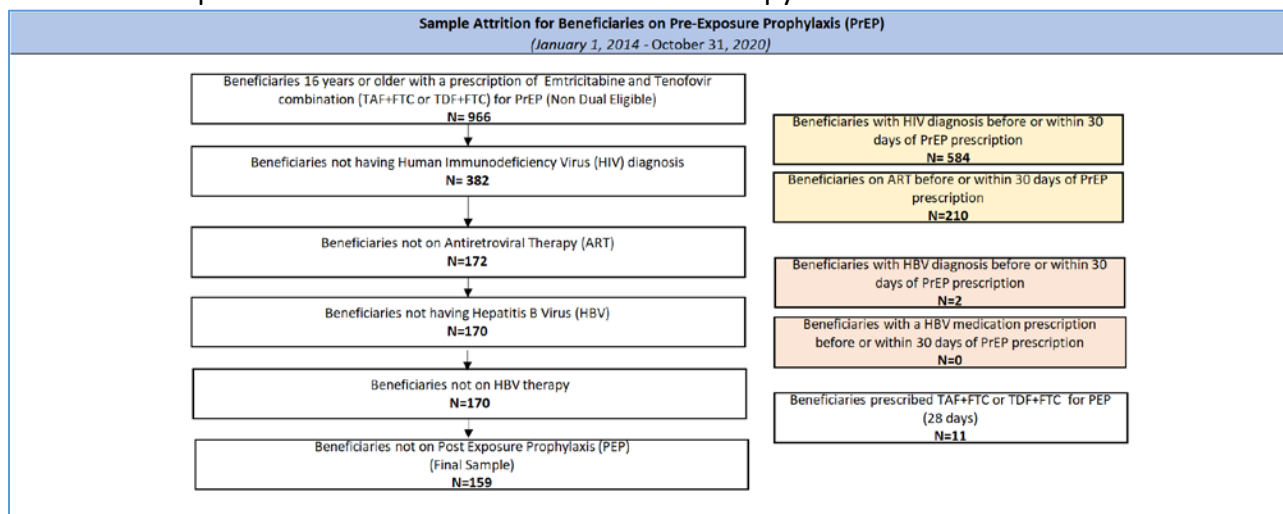 Sample Attrition for Beneficiaries on Pre-Exposure Prophylaxis (PrEP)
(January 1, 2014 - October 31, 2020)
Beneficiaries 16 years or older with a prescription of Emtricitabine and Tenofovir
combination (TAF+FTC or TDF+FTC) for PrEP (Non Dual Eligible)
N= 966
Beneficiaries not having Human Immunodeficiency Virus (HIV) diagnosis
N= 382
Beneficiaries not on Antiretroviral Therapy (ART)
N=172
Beneficiaries not having Hepatitis B Virus (HBV)
N=170
Beneficiaries not on HBV therapy
N=170
Beneficiaries not on Post Exposure Prophylaxis (PEP)
(Final Sample)
N=159
Beneficiaries with HIV diagnosis before or within 30
days of PrEP prescription
N= 584
Beneficiaries on ART before or within 30 days of PrEP
prescription
N=210
Beneficiaries with HBV diagnosis before or within 30
days of PrEP prescription
N=2
Beneficiaries with a HBV medication prescription
before or within 30 days of PrEP prescription
N=0
Beneficiaries prescribed TAF+FTC or TDF+FTC for PEP
(28 days)
N=11